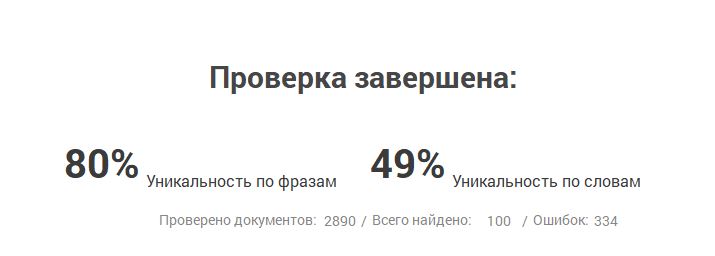 Проверка завершена:
80% Уникальность по фразам 49% Уникальность по словам
Проверено документов: 2890 / Всего найдено: 100 / Ошибок: 334